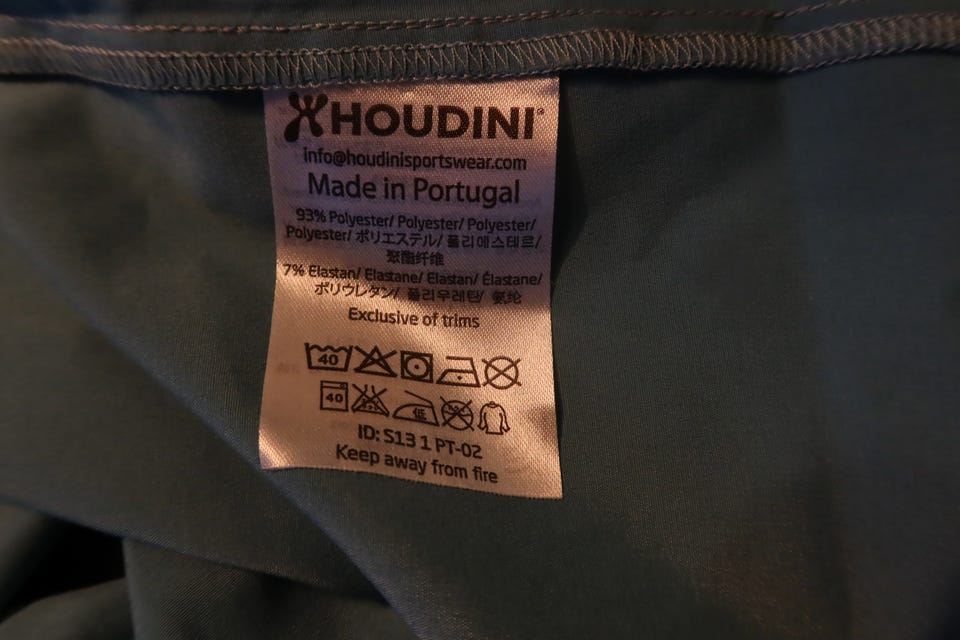 HOUDINI®
info@houdinisportswear.com
Made in Portugal
93% Polyester/ Polyester/ Polyester/
Polyester/ ポリエステル/ 폴리에스테르/
聚酯纤维
7% Elastan/ Elastane/ Elastan/ Élastane/
ポリウレタン/ 폴리우레탄/ 氨纶
Exclusive of trims
40
40 低
ID: S13 1 PT-02
Keep away from fire